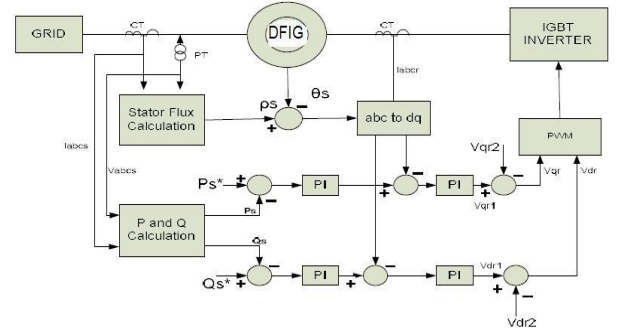 GRID
CT
PT
DFIG
CT
IGBT
INVERTER
Iabcr
θs
ρs
+
−
Stator Flux
Calculation
abc to dq
PWM
Iabcs
Vabcs
Vqr2
Vqr
Vdr
Ps*
+
−
PI
+
−
PI
+
−
Vqr1
Ps
P and Q
Calculation
Qs
Qs*
+
−
PI
+
−
PI
Vdr1
+
−
Vdr2